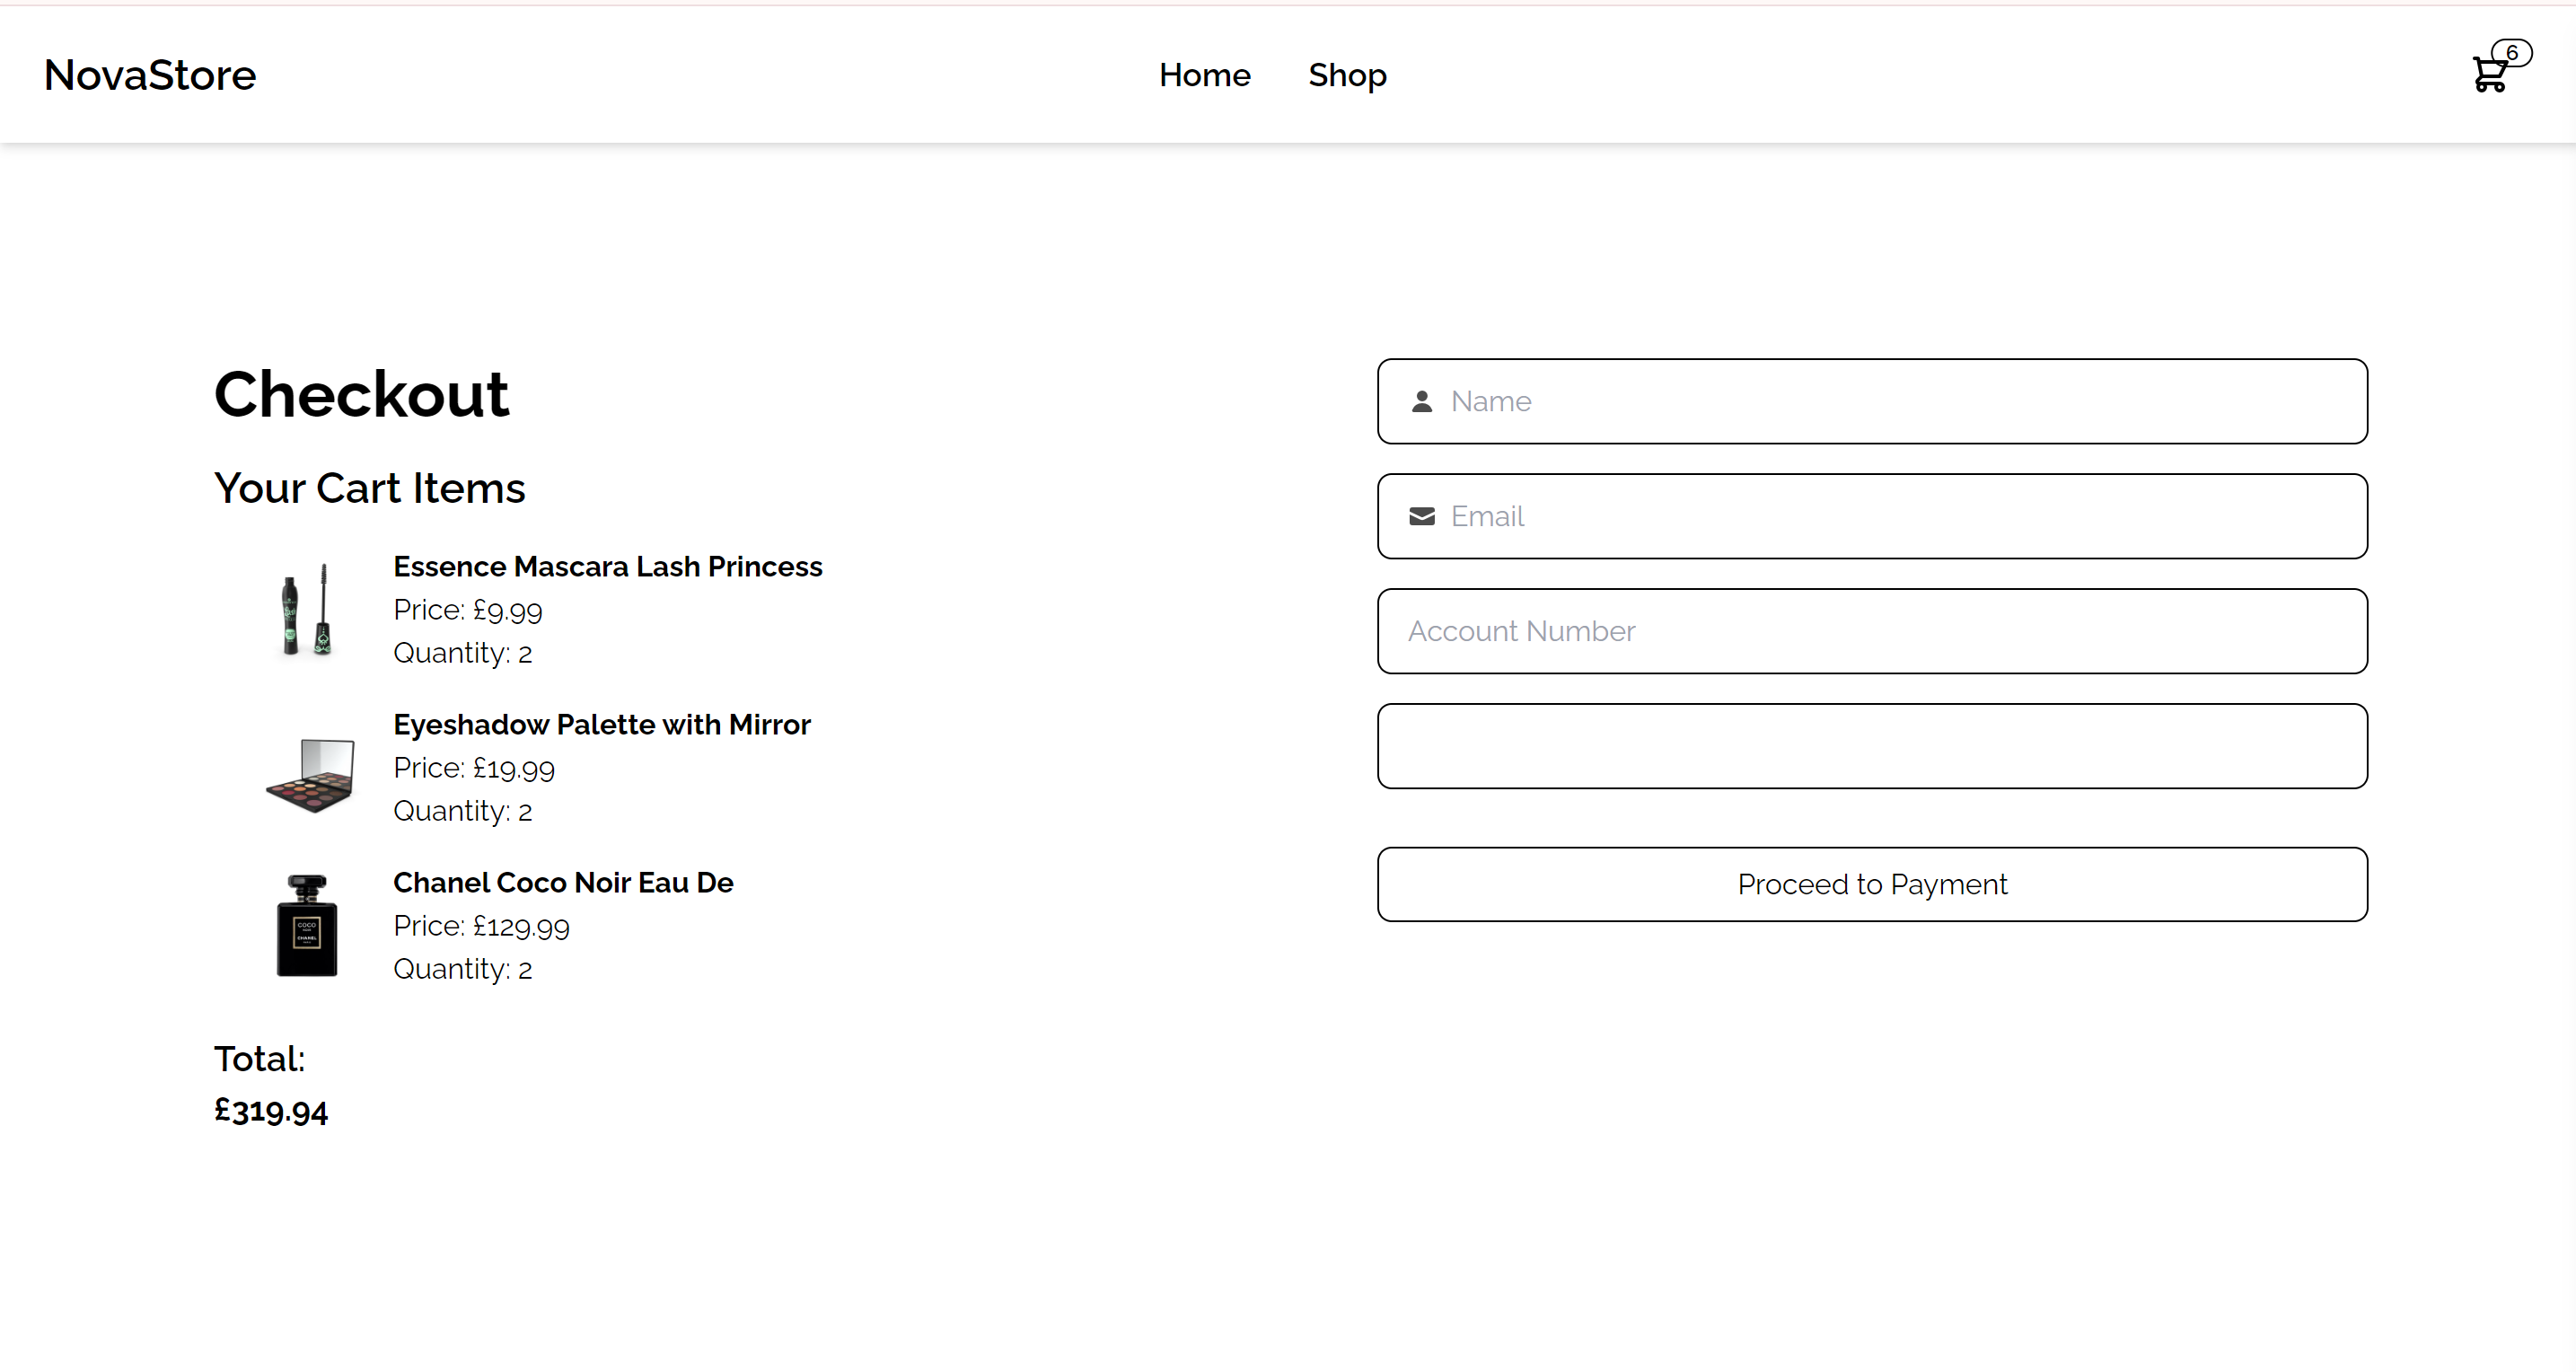 NovaStore
Home
Shop
6
Checkout
Your Cart Items
Essence Mascara Lash Princess
Price: £9.99
Quantity: 2
Eyeshadow Palette with Mirror
Price: £19.99
Quantity: 2
COCO
CHANEL
Chanel Coco Noir Eau De
Price: £129.99
Quantity: 2
Total:
£319.94
Name
Email
Account Number
Proceed to Payment